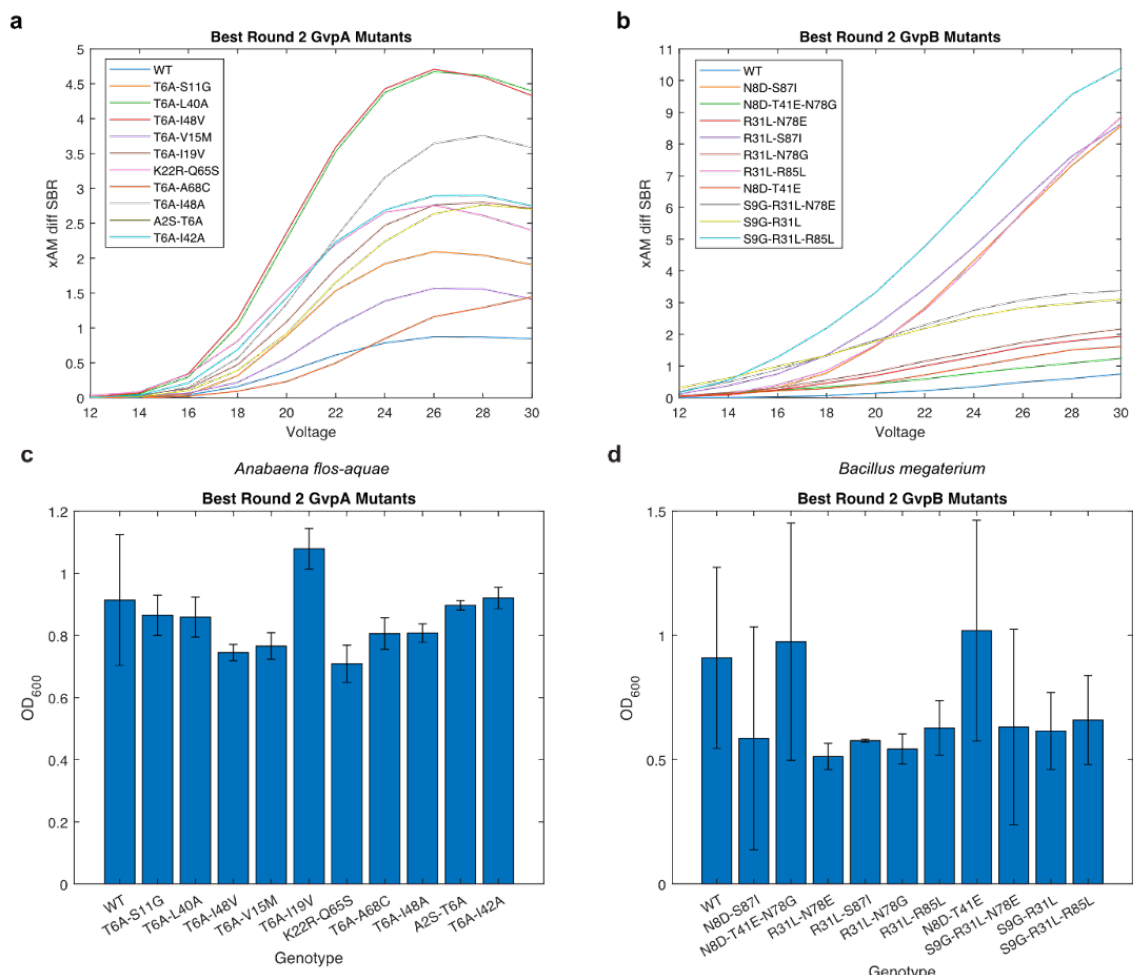 a
Best Round 2 GvpA Mutants
xAM diff SBR
5
4.5
4
3.5
3
2.5
2
1.5
1
0.5
0
WT
T6A-S11G
T6A-L40A
T6A-I48V
T6A-V15M
T6A-I19V
K22R-Q65S
T6A-A68C
T6A-I48A
A2S-T6A
T6A-I42A
12 14 16 18 20 22 24 26 28 30
Voltage
b
Best Round 2 GvpB Mutants
xAM diff SBR
11
10
9
8
7
6
5
4
3
2
1
0
WT
N8D-S87I
N8D-T41E-N78G
R31L-N78E
R31L-S87I
R31L-N78G
R31L-R85L
N8D-T41E
S9G-R31L-N78E
S9G-R31L
S9G-R31L-R85L
12 14 16 18 20 22 24 26 28 30
Voltage
c
Anabaena flos-aquae
Best Round 2 GvpA Mutants
OD600
1.2
1
0.8
0.6
0.4
0.2
0
WT
T6A-S11G
T6A-L40A
T6A-I48V
T6A-V15M
T6A-I19V
K22R-Q65S
T6A-A68C
T6A-I48A
A2S-T6A
T6A-I42A
Genotype
d
Bacillus megaterium
Best Round 2 GvpB Mutants
OD600
1.5
1
0.5
0
WT
N8D-S87I
N8D-T41E-N78G
R31L-N78E
R31L-S87I
R31L-N78G
R31L-R85L
N8D-T41E
S9G-R31L-N78E
S9G-R31L
S9G-R31L-R85L
Genotype